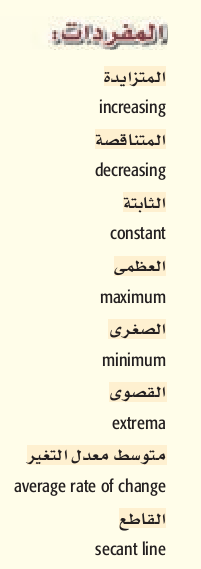 المفردات:
المتزايدة
increasing
المتناقصة
decreasing
الثابتة
constant
العظمى
maximum
الصغرى
minimum
القصوى
extrema
متوسط معدل التغير
average rate of change
القاطع
secant line